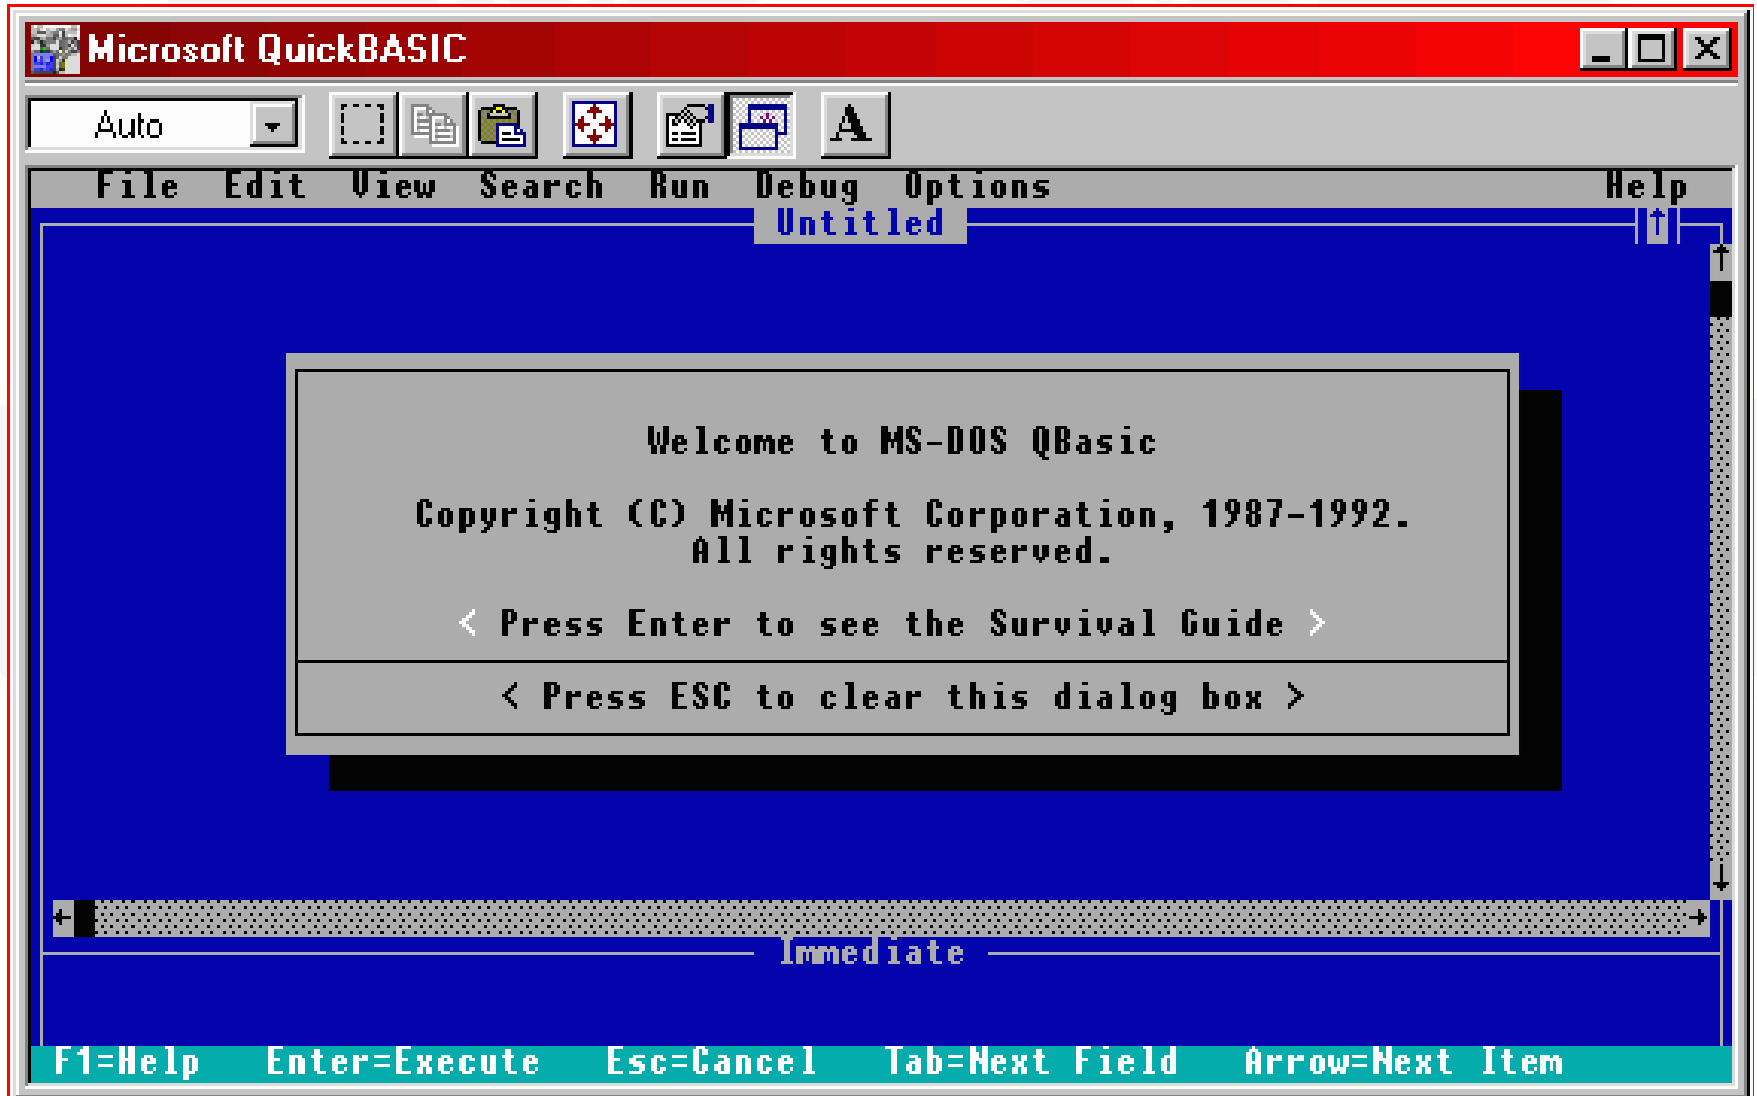 Microsoft QuickBASIC
Auto
A
File Edit View Search Run Debug Options Help
Untitled
Welcome to MS-DOS QBasic
Copyright (C) Microsoft Corporation, 1987-1992.
All rights reserved.
< Press Enter to see the Survival Guide >
< Press ESC to clear this dialog box >
Immediate
F1=Help Enter=Execute Esc=Cancel Tab=Next Field Arrow=Next Item